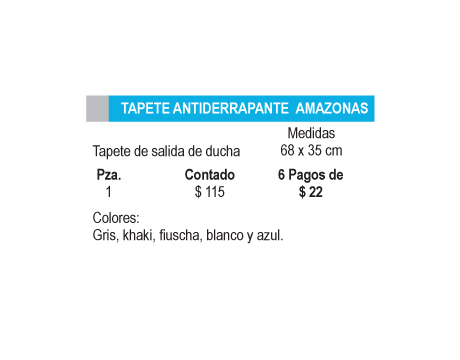 TAPETE ANTIDERRAPANTE AMAZONAS
Medidas
Tapete de salida de ducha 68 x 35 cm
Pza. Contado 6 Pagos de
1 $ 115 $ 22
Colores:
Gris, khaki, fiuscha, blanco y azul.